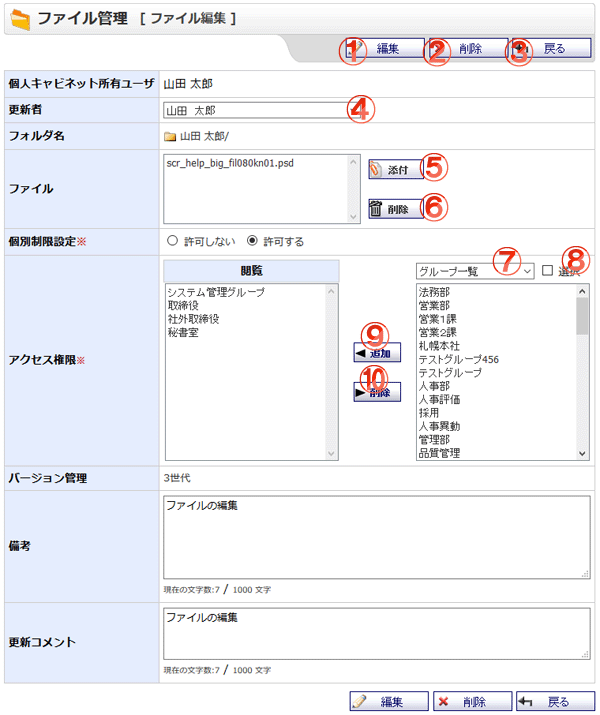 ファイル管理 [ ファイル編集 ]
① 編集 ② 削除 ③ 戻る
個人キャビネット所有ユーザ 山田 太郎
更新者 山田 太郎 ④
フォルダ名 山田 太郎/
ファイル scr_help_big_fil080kn01.psd
添付 ⑤
削除 ⑥
個別制限設定※ 許可しない 許可する
アクセス権限※
閲覧
システム管理グループ
取締役
社外取締役
秘書室
⑨
追加
⑩
削除
グループ一覧 ⑦ 選択 ⑧
法務部
営業部
営業1課
営業2課
札幌本社
テストグループ456
テストグループ
人事部
人事評価
採用
人事異動
管理部
品質管理
バージョン管理 3世代
備考
ファイルの編集
現在の文字数:7 / 1000 文字
更新コメント
ファイルの編集
現在の文字数:7 / 1000 文字
編集 削除 戻る